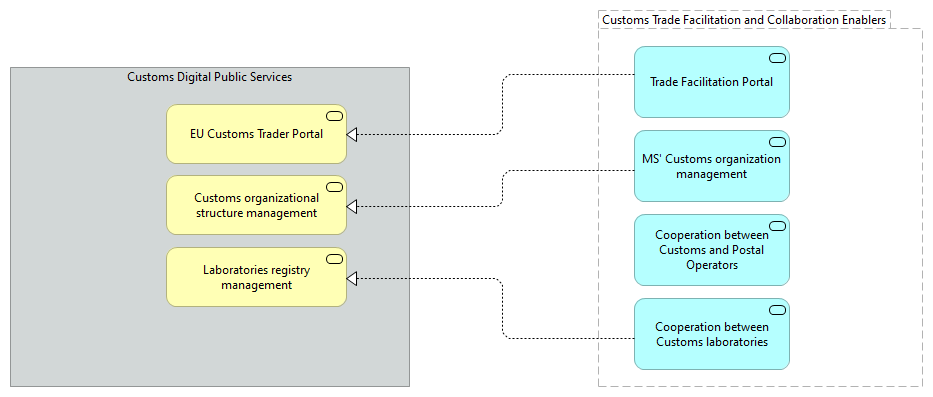 Customs Digital Public Services
EU Customs Trader Portal
Customs organizational
structure management
Laboratories registry
management
Customs Trade Facilitation and Collaboration Enablers
Trade Facilitation Portal
MS' Customs organization
management
Cooperation between
Customs and Postal
Operators
Cooperation between
Customs laboratories